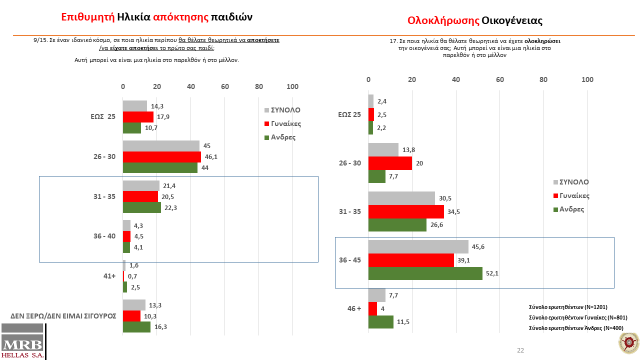 Επιθυμητή Ηλικία απόκτησης παιδιών
9/15. Σε έναν ιδανικό κόσμο, σε ποια ηλικία περίπου θα θέλατε θεωρητικά να αποκτήσετε
/να είχατε αποκτήσει το πρώτο σας παιδί;
Αυτή μπορεί να είναι μια ηλικία στο παρελθόν ή στο μέλλον.
0 20 40 60 80 100
ΕΩΣ 25
14,3
17,9
10,7
26 - 30
45
46,1
44
31 - 35
21,4
20,5
22,3
36 - 40
4,3
4,5
4,1
41+
1,6
0,7
2,5
ΔΕΝ ΞΕΡΩ/ΔΕΝ ΕΙΜΑΙ ΣΙΓΟΥΡΟΣ
13,3
10,3
16,3
ΣΥΝΟΛΟ
Γυναίκες
Ανδρες
Ολοκλήρωσης Οικογένειας
17. Σε ποια ηλικία θα θέλατε θεωρητικά να έχετε ολοκληρώσει
την οικογένειά σας; Αυτή μπορεί να είναι μια ηλικία στο
παρελθόν ή στο μέλλον
0 20 40 60 80 100
ΕΩΣ 25
2,4
2,5
2,2
26 - 30
13,8
20
7,7
31 - 35
30,5
34,5
26,6
36 - 45
45,6
39,1
52,1
46 +
7,7
4
11,5
ΣΥΝΟΛΟ
Γυναίκες
Ανδρες
Σύνολο ερωτηθέντων (Ν=1201)
Σύνολο ερωτηθέντων Γυναίκες (Ν=801)
Σύνολο ερωτηθέντων Άνδρες (Ν=400)
MRB
HELLAS S.A.
22